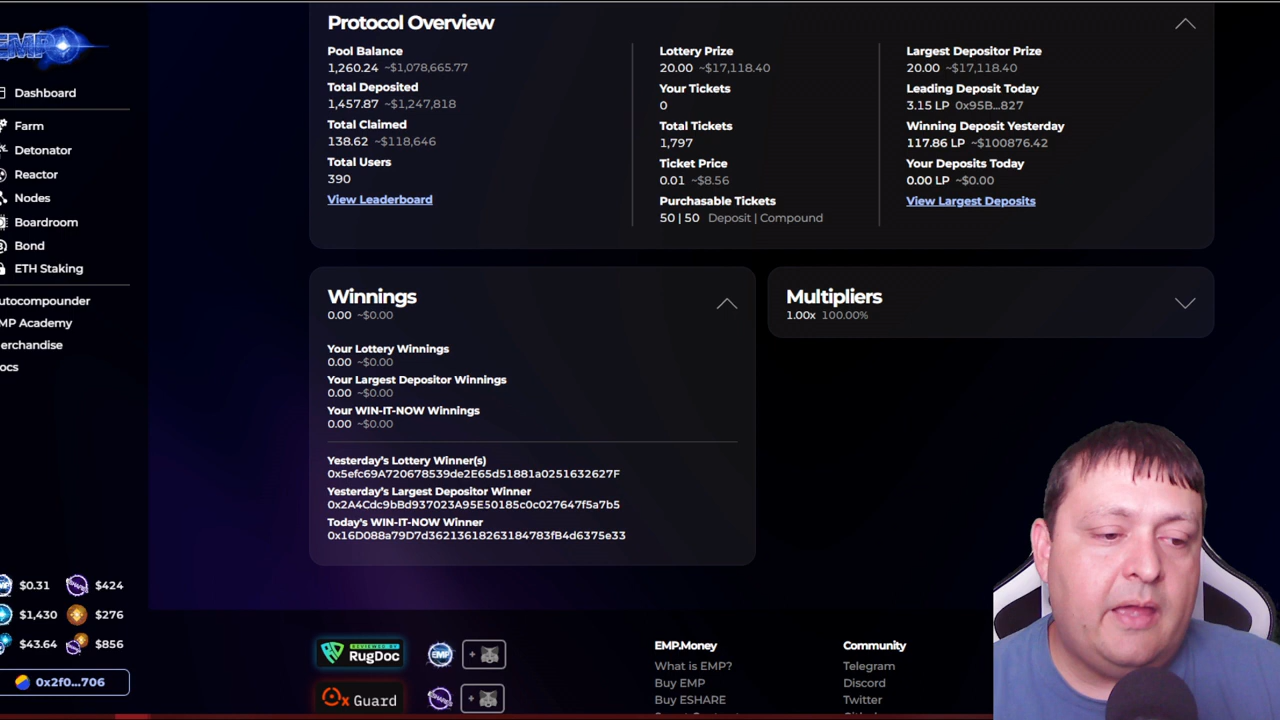 EMP
Dashboard
Farm
Detonator
Reactor
Nodes
Boardroom
Bond
ETH Staking
utocompounder
MP Academy
erchandise
ocs
$0.31 $424
$1,430 $276
$43.64 $856
0x2f0...706
Protocol Overview
Pool Balance
1,260.24 ~$1,078,665.77
Total Deposited
1,457.87 ~$1,247,818
Total Claimed
138.62 ~$118,646
Total Users
390
View Leaderboard
Lottery Prize
20.00 ~$17,118.40
Your Tickets
0
Total Tickets
1,797
Ticket Price
0.01 ~$8.56
Purchasable Tickets
50 | 50 Deposit | Compound
Largest Depositor Prize
20.00 ~$17,118.40
Leading Deposit Today
3.15 LP 0x95B...827
Winning Deposit Yesterday
117.86 LP ~$100876.42
Your Deposits Today
0.00 LP ~$0.00
View Largest Deposits
Winnings
0.00 ~$0.00
Your Lottery Winnings
0.00 ~$0.00
Your Largest Depositor Winnings
0.00 ~$0.00
Your WIN-IT-NOW Winnings
0.00 ~$0.00
Yesterday's Lottery Winner(s)
0x5efc69A720678539de2E65d51881a0251632627F
Yesterday's Largest Depositor Winner
0x2A4Cdc9bBd937023A95E50185c0c027647f5a7b5
Today's WIN-IT-NOW Winner
0x16D088a79D7d36213618263184783fB4d6375e33
Multipliers
1.00x 100.00%
REVIEWED BY
RugDoc
EMP
+
0x Guard
+
EMP.Money
What is EMP?
Buy EMP
Buy ESHARE
Community
Telegram
Discord
Twitter